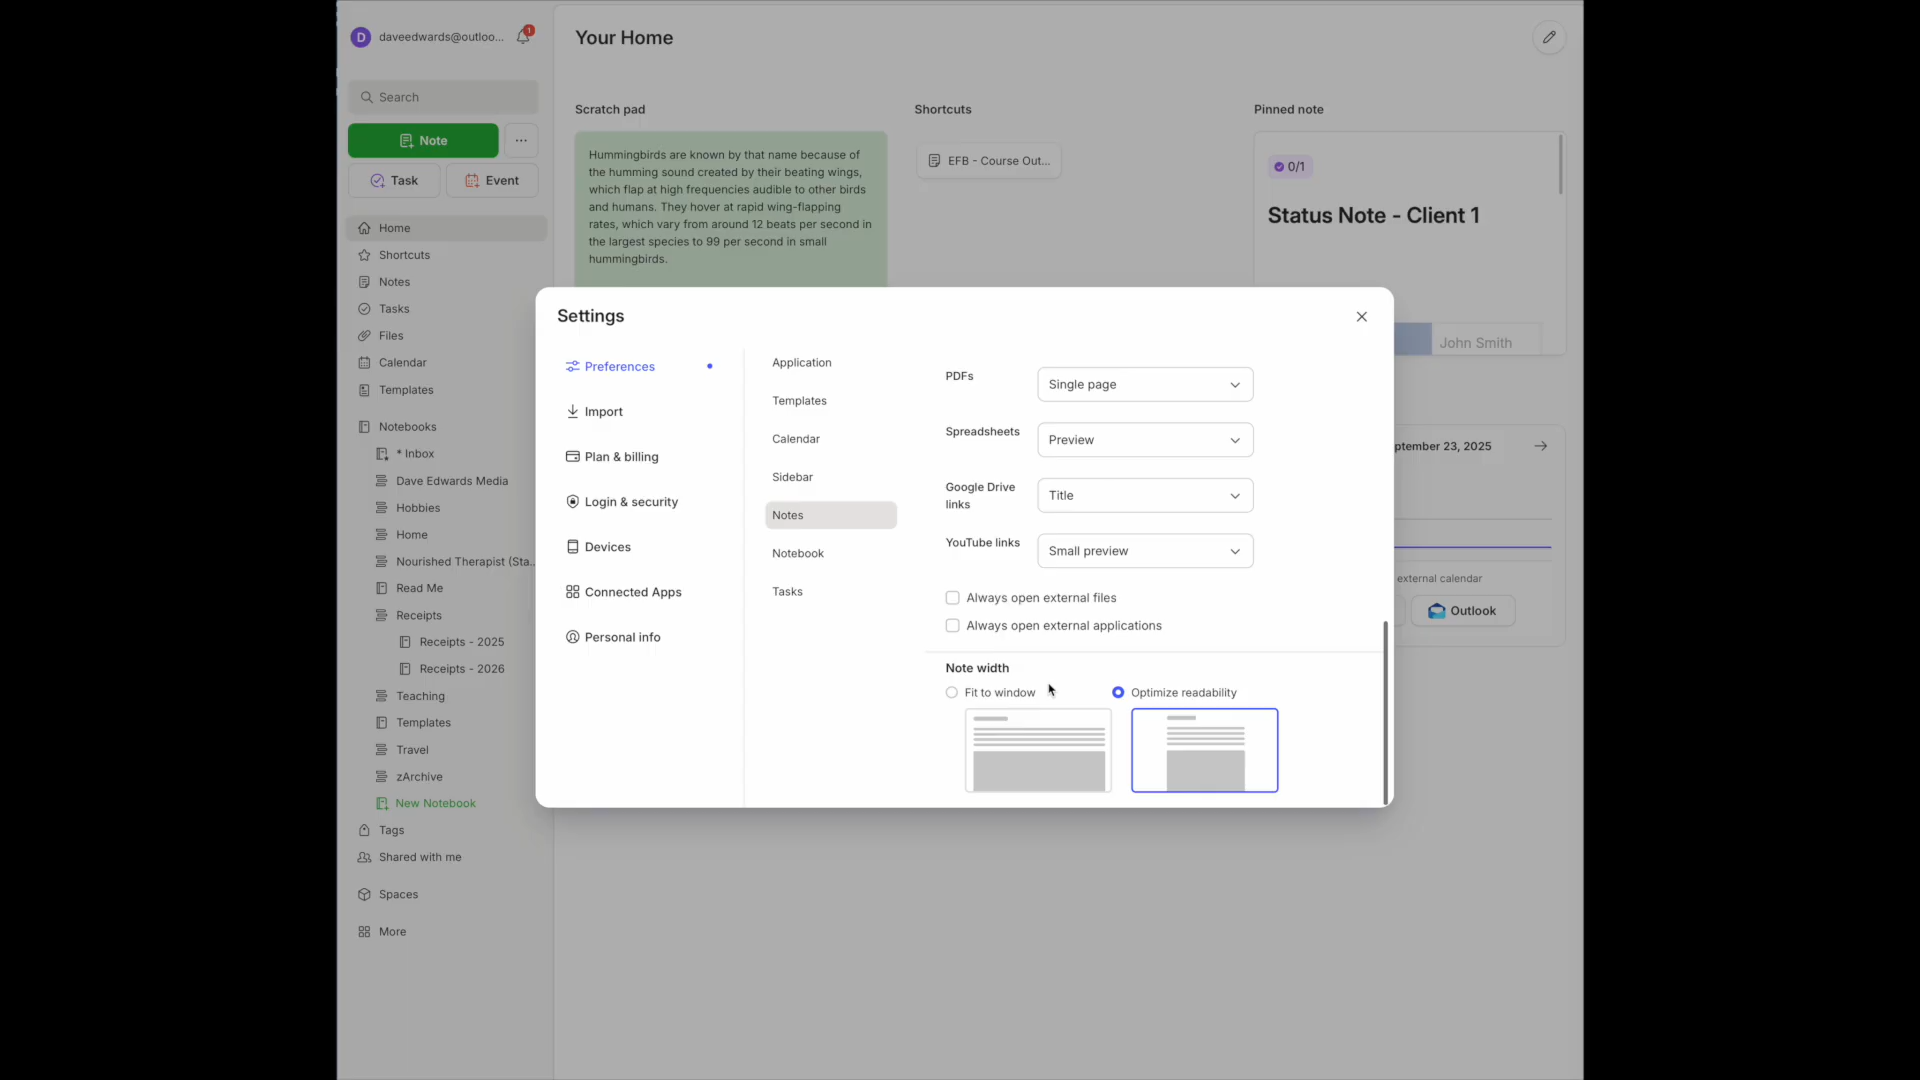 D
daveedwards@outloo...
1
Search
Note
...
Task
Event
Home
Shortcuts
Notes
Tasks
Files
Calendar
Templates
Notebooks
* Inbox
Dave Edwards Media
Hobbies
Home
Nourished Therapist (Sta...
Read Me
Receipts
Receipts - 2025
Receipts - 2026
Teaching
Templates
Travel
zArchive
New Notebook
Tags
Shared with me
Spaces
More
Your Home
Scratch pad
Hummingbirds are known by that name because of
the humming sound created by their beating wings,
which flap at high frequencies audible to other birds
and humans. They hover at rapid wing-flapping
rates, which vary from around 12 beats per second in
the largest species to 99 per second in small
hummingbirds.
Shortcuts
EFB - Course Out...
Pinned note
0/1
Status Note - Client 1
John Smith
ptember 23, 2025
external calendar
Outlook
Settings
Preferences
Import
Plan & billing
Login & security
Devices
Connected Apps
Personal info
Application
Templates
Calendar
Sidebar
Notes
Notebook
Tasks
PDFs
Single page
Spreadsheets
Preview
Google Drive
links
Title
YouTube links
Small preview
Always open external files
Always open external applications
Note width
Fit to window
Optimize readability